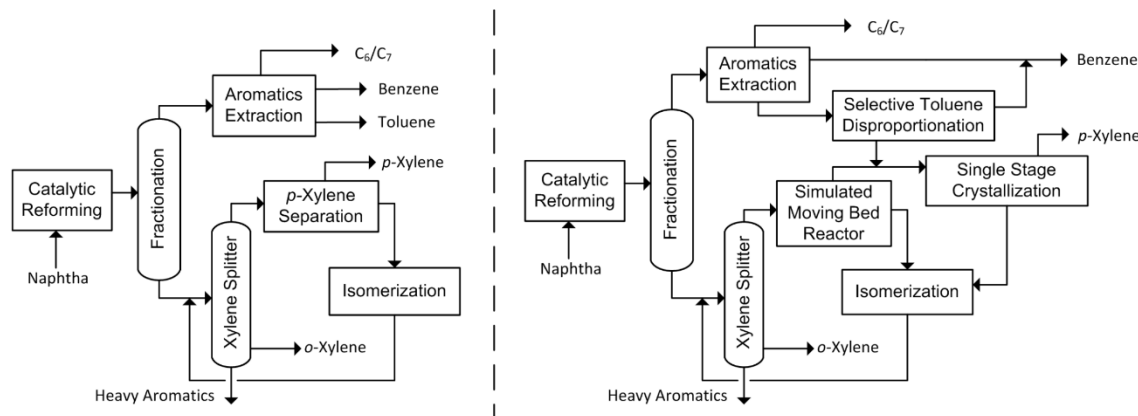 C6/C7
Aromatics
Extraction
Benzene
Toluene
Fractionation
Catalytic
Reforming
Naphtha
p-Xylene
p-Xylene
Separation
Xylene Splitter
Isomerization
o-Xylene
Heavy Aromatics
C6/C7
Aromatics
Extraction
Benzene
Selective Toluene
Disproportionation
p-Xylene
Fractionation
Catalytic
Reforming
Naphtha
Single Stage
Crystallization
Simulated
Moving Bed
Reactor
Xylene Splitter
Isomerization
o-Xylene
Heavy Aromatics